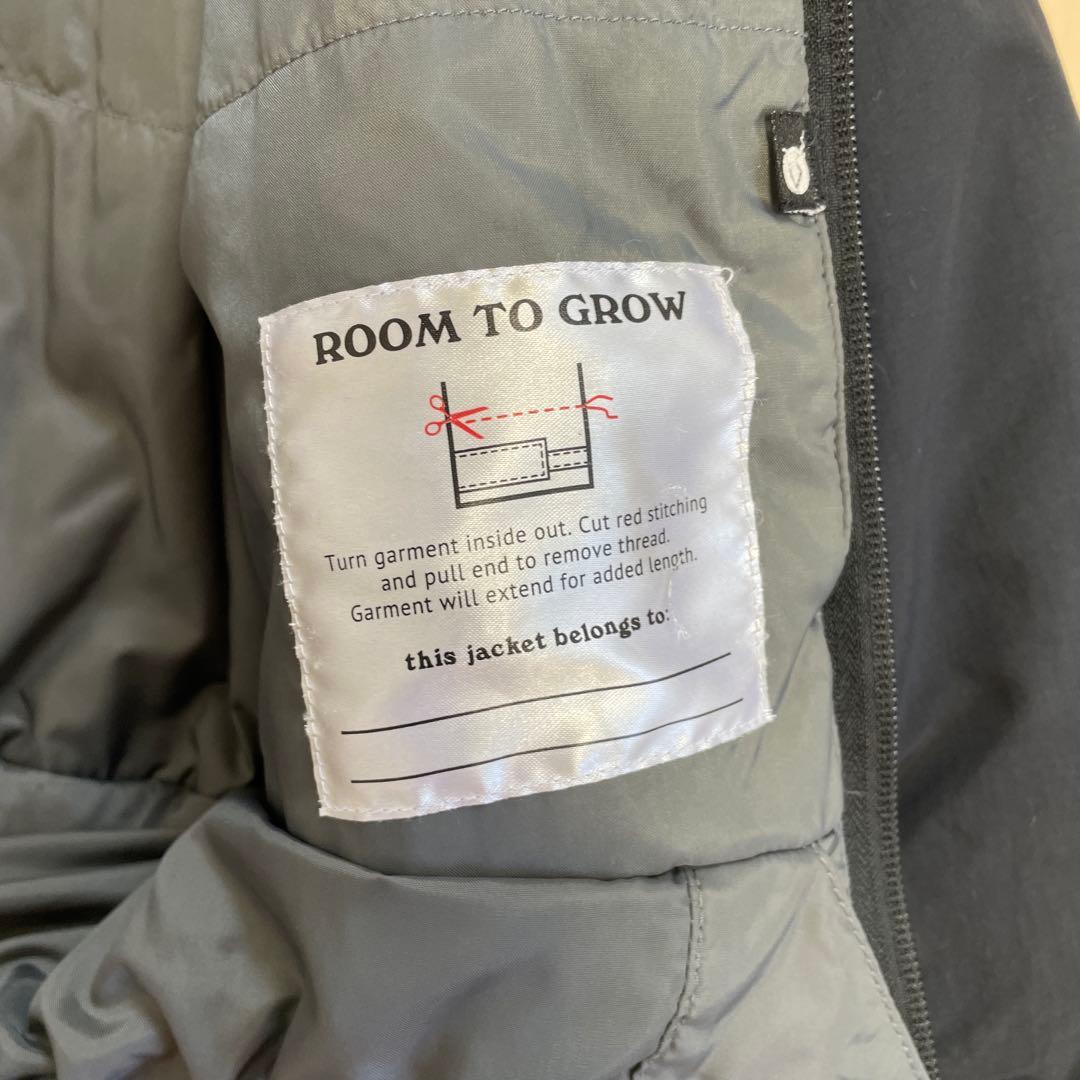 ROOM TO GROW
Turn garment inside out. Cut red stitching
and pull end to remove thread.
Garment will extend for added length.
this jacket belongs to: